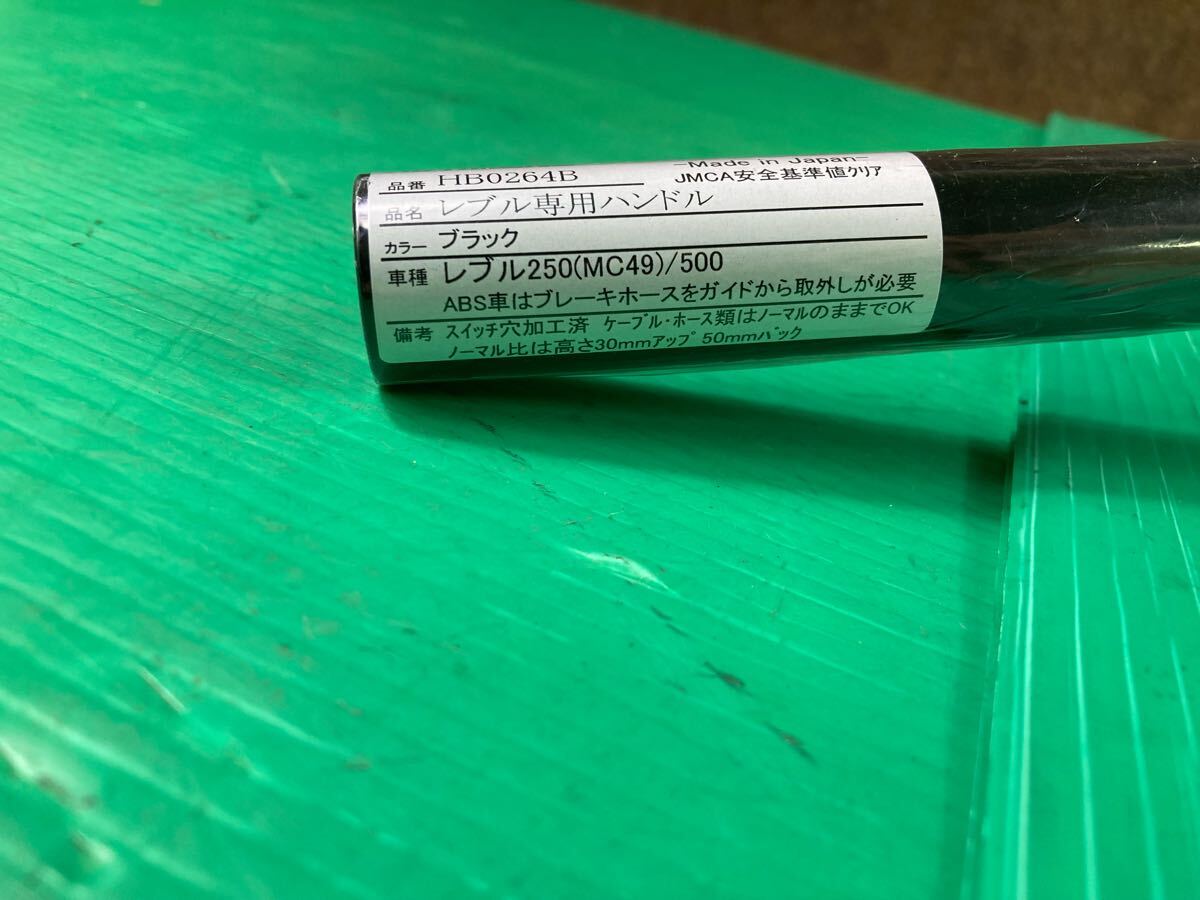 -Made in Japan-
品番 HB0264B JMCA安全基準値ｸﾘｱ
品名 レブル専用ハンドル
カラー ブラック
車種 レブル250(MC49)/500
ABS車はブレーキホースをガイドから取外しが必要
備考 スイッチ穴加工済 ｹｰﾌﾞﾙ・ホース類はノーマルのままでOK
ノーマル比は高さ30mmｱｯﾌﾟ 50mmﾊﾞｯｸ